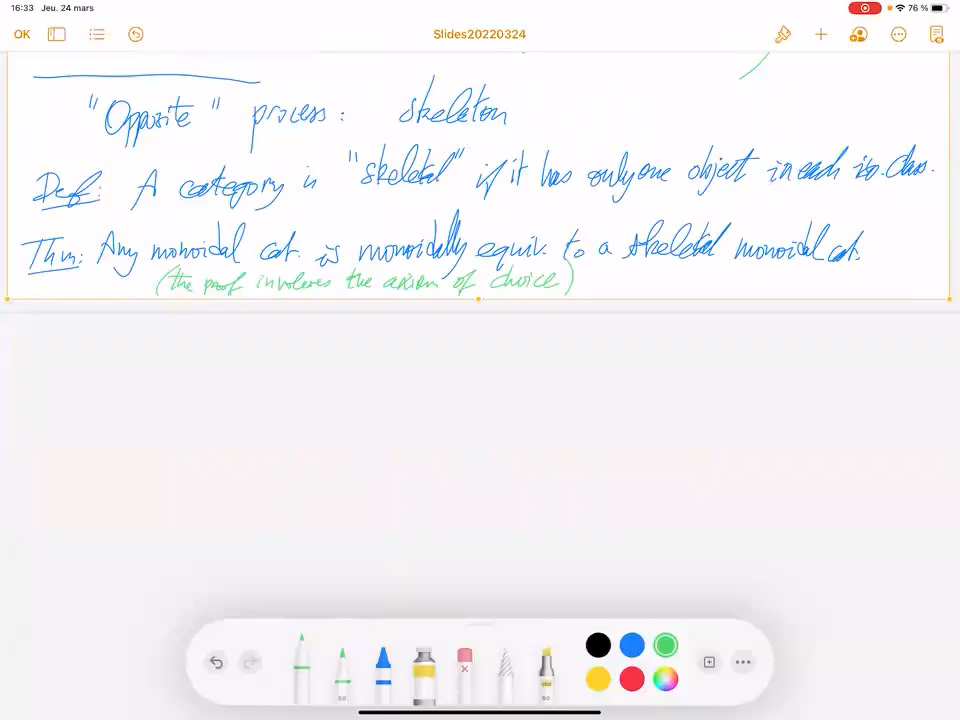 16:33 Jeu. 24 mars
76 %
OK
Slides20220324
"Opposite" process: skeleton
Def: A category is "skeletal" if it has only one object in each iso. class.
Thm: Any monoidal cat. is monoidally equiv. to a skeletal monoidal cat.
(the proof involves the axiom of choice)